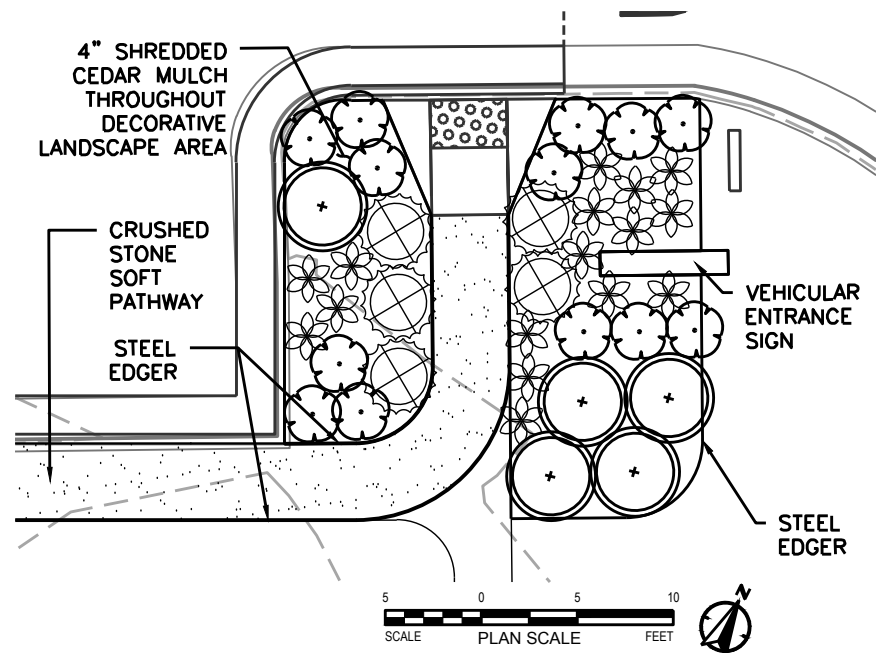 4" SHREDDED
CEDAR MULCH
THROUGHOUT
DECORATIVE
LANDSCAPE AREA
CRUSHED
STONE
SOFT
PATHWAY
STEEL
EDGER
VEHICULAR
ENTRANCE
SIGN
STEEL
EDGER
5 0 5 10
SCALE PLAN SCALE FEET
N